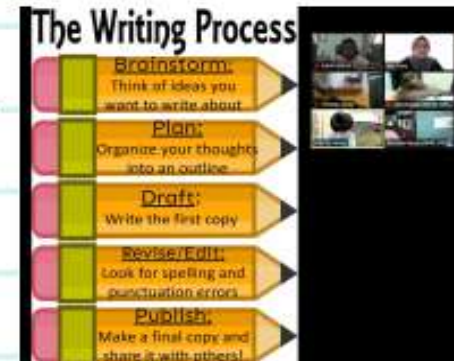 The Writing Process
Brainstorm:
Think of ideas you
want to write about
Plan:
Organize your thoughts
into an outline
Draft:
Write the first copy
Revise/Edit:
Look for spelling and
punctuation errors
Publish:
Make a final copy and
share it with others!